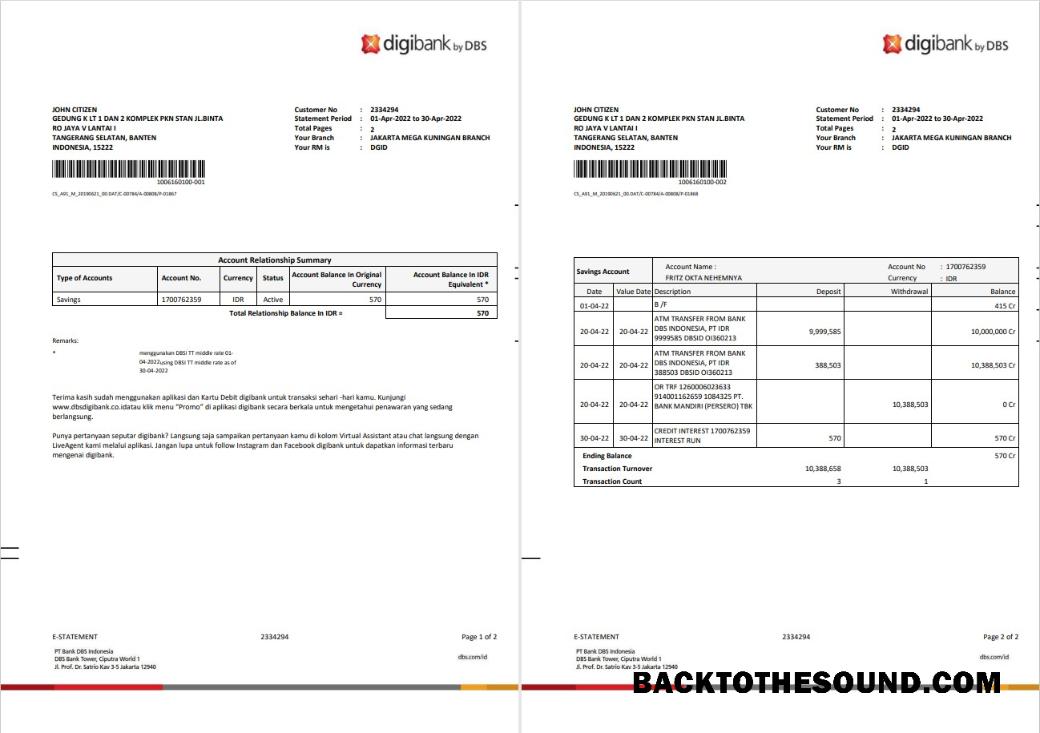 digibank by DBS
JOHN CITIZEN
GEDUNG K LT 1 DAN 2 KOMPLEK PKN STAN JL.BINTA
RO JAYA V LANTAI I
TANGERANG SELATAN, BANTEN
INDONESIA, 15222
Customer No : 2334294
Statement Period : 01-Apr-2022 to 30-Apr-2022
Total Pages : 2
Your Branch : JAKARTA MEGA KUNINGAN BRANCH
Your RM is : DGID
1006160100-001
CS_A01_M_20190621_00.DAT/C-00784/A-00808/P-01867
Account Relationship Summary
Type of Accounts Account No. Currency Status Account Balance In Original Currency Account Balance In IDR Equivalent *
Savings 1700762359 IDR Active 570 570
Total Relationship Balance In IDR = 570
Remarks:
* menggunakan DBSI TT middle rate 01-
04-2022using DBSI TT middle rate as of
30-04-2022
Terima kasih sudah menggunakan aplikasi dan Kartu Debit digibank untuk transaksi sehari -hari kamu. Kunjungi
www.dbsdigibank.co.idatau klik menu "Promo" di aplikasi digibank secara berkala untuk mengetahui penawaran yang sedang
berlangsung.
Punya pertanyaan seputar digibank? Langsung saja sampaikan pertanyaan kamu di kolom Virtual Assistant atau chat langsung dengan
LiveAgent kami melalui aplikasi. Jangan lupa untuk follow Instagram dan Facebook digibank untuk dapatkan informasi terbaru
mengenai digibank.
E-STATEMENT 2334294 Page 1 of 2
PT Bank DBS Indonesia
DBS Bank Tower, Ciputra World 1
Jl. Prof. Dr. Satrio Kav 3-5 Jakarta 12940
dbs.com/id
digibank by DBS
JOHN CITIZEN
GEDUNG K LT 1 DAN 2 KOMPLEK PKN STAN JL.BINTA
RO JAYA V LANTAI I
TANGERANG SELATAN, BANTEN
INDONESIA, 15222
Customer No : 2334294
Statement Period : 01-Apr-2022 to 30-Apr-2022
Total Pages : 2
Your Branch : JAKARTA MEGA KUNINGAN BRANCH
Your RM is : DGID
1006160100-002
CS_A01_M_20190621_00.DAT/C-00784/A-00808/P-01868
Savings Account Account Name : Account No : 1700762359
FRITZ OKTA NEHEMNYA Currency : IDR
Date Value Date Description Deposit Withdrawal Balance
01-04-22 B /F 415 Cr
20-04-22 20-04-22 ATM TRANSFER FROM BANK
DBS INDONESIA, PT IDR
9999585 DBSID OI360213 9,999,585 10,000,000 Cr
20-04-22 20-04-22 ATM TRANSFER FROM BANK
DBS INDONESIA, PT IDR
388503 DBSID OI360213 388,503 10,388,503 Cr
20-04-22 20-04-22 OR TRF 1260006023633
914001162659 1084325 PT.
BANK MANDIRI (PERSERO) TBK 10,388,503 0 Cr
30-04-22 30-04-22 CREDIT INTEREST 1700762359
INTEREST RUN 570 570 Cr
Ending Balance 570 Cr
Transaction Turnover 10,388,658 10,388,503
Transaction Count 3 1
E-STATEMENT 2334294 Page 2 of 2
PT Bank DBS Indonesia
DBS Bank Tower, Ciputra World 1
Jl. Prof. Dr. Satrio Kav 3-5 Jakarta 12940
dbs.com/id
BACKTOTHESOUND.COM